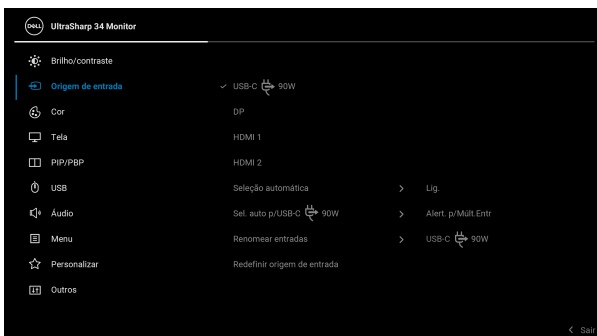 DELL UltraSharp 34 Monitor
Brilho/contraste
Origem de entrada USB-C 90W
Cor DP
Tela HDMI 1
PIP/PBP HDMI 2
USB Seleção automática Lig.
Áudio Sel. auto p/USB-C 90W Alert. p/Múlt.Entr
Menu Renomear entradas USB-C 90W
Personalizar Redefinir origem de entrada
Outros
Sair